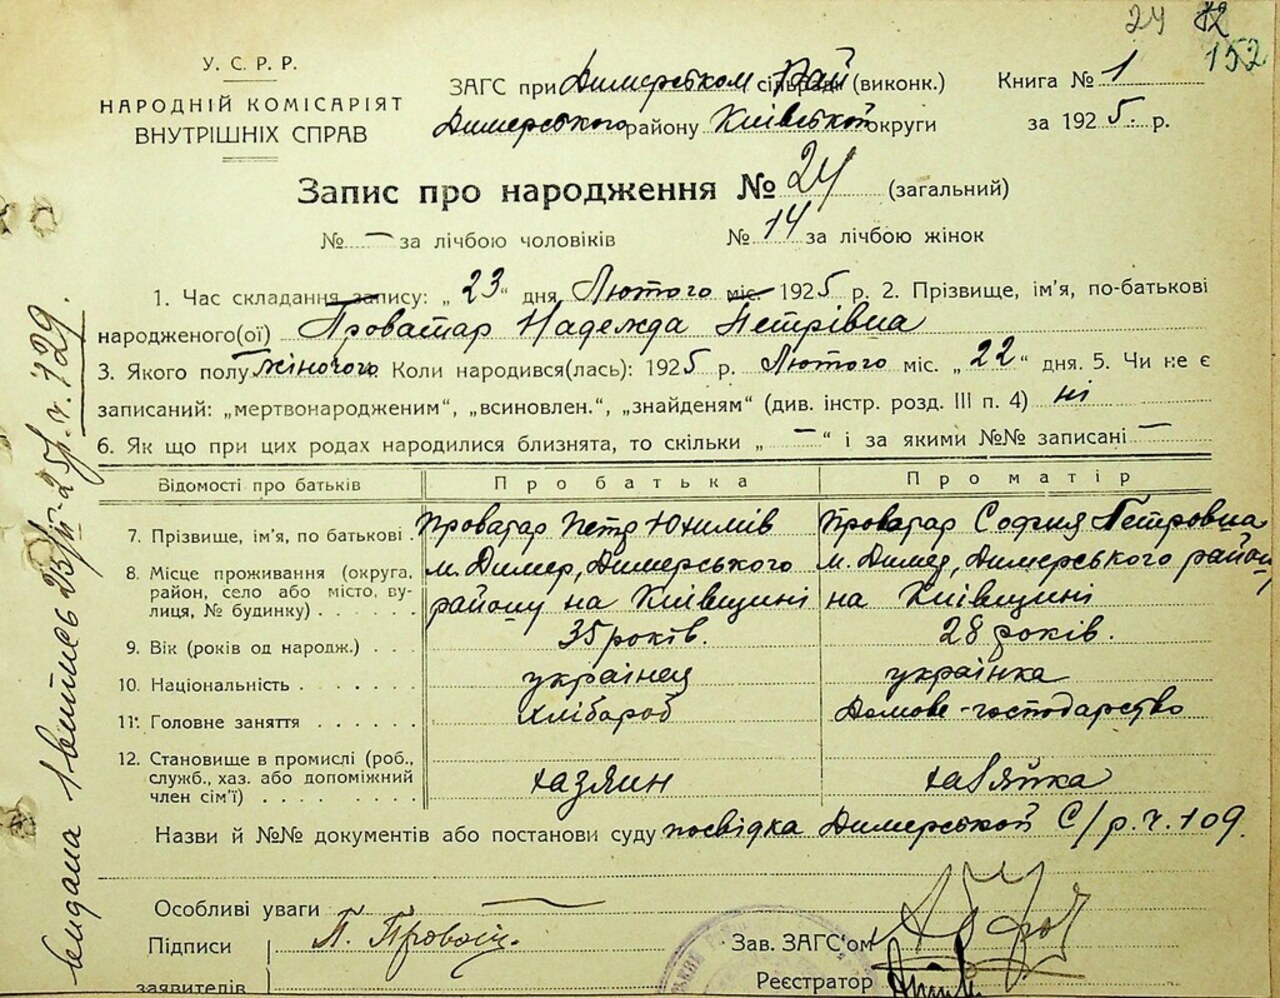 24 12
152
У. С. Р. Р.
НАРОДНІЙ КОМІСАРІЯТ
ВНУТРІШНІХ СПРАВ
ЗАГС при Димерськом Рай сільради (виконк.)
Димерського району Київської округи
Книга № 1
за 1925 р.
Запис про народження № 24 (загальний)
№ — за лічбою чоловіків № 14 за лічбою жінок
1. Час складання запису: „23“ дня Лютого міс. 1925 р. 2. Прізвище, ім'я, по-батькові
народженого(ої) Проватар Надежда Петрівна
3. Якого полу жіночого. Коли народився(лась): 1925 р. Лютого міс. „22“ дня. 5. Чи не є
записаний: „мертвонародженим“, „всиновлен.“, „знайденям“ (див. інстр. розд. III п. 4) ні
6. Як що при цих родах народилися близнята, то скільки „—“ і за якими №№ записані —
Відомості про батьків Про батька Про матір
7. Прізвище, ім'я, по батькові . Проватар Петр Юхимів Проватар София Петровна
8. Місце проживання (округа, район, село або місто, вулиця, № будинку) . . . . . м. Димер, Димерського району на Київщині м. Димер, Димерського району на Київщині
9. Вік (років од народж.) . . . 35 років. 28 років.
10. Національність . . . . . . українец українка
11. Головне заняття . . . . . . хлібароб Домове-господарство
12. Становище в промислі (роб., служб., хаз. або допоміжний член сім'ї) . . . . . . . . хазяин хазяйка
Назви й №№ документів або постанови суду посвідка Димерської С/р. ч. 109.
Особливі уваги —
Підписи
заявителів
П. Провот.
Зав. ЗАГС'ом
Реєстратор